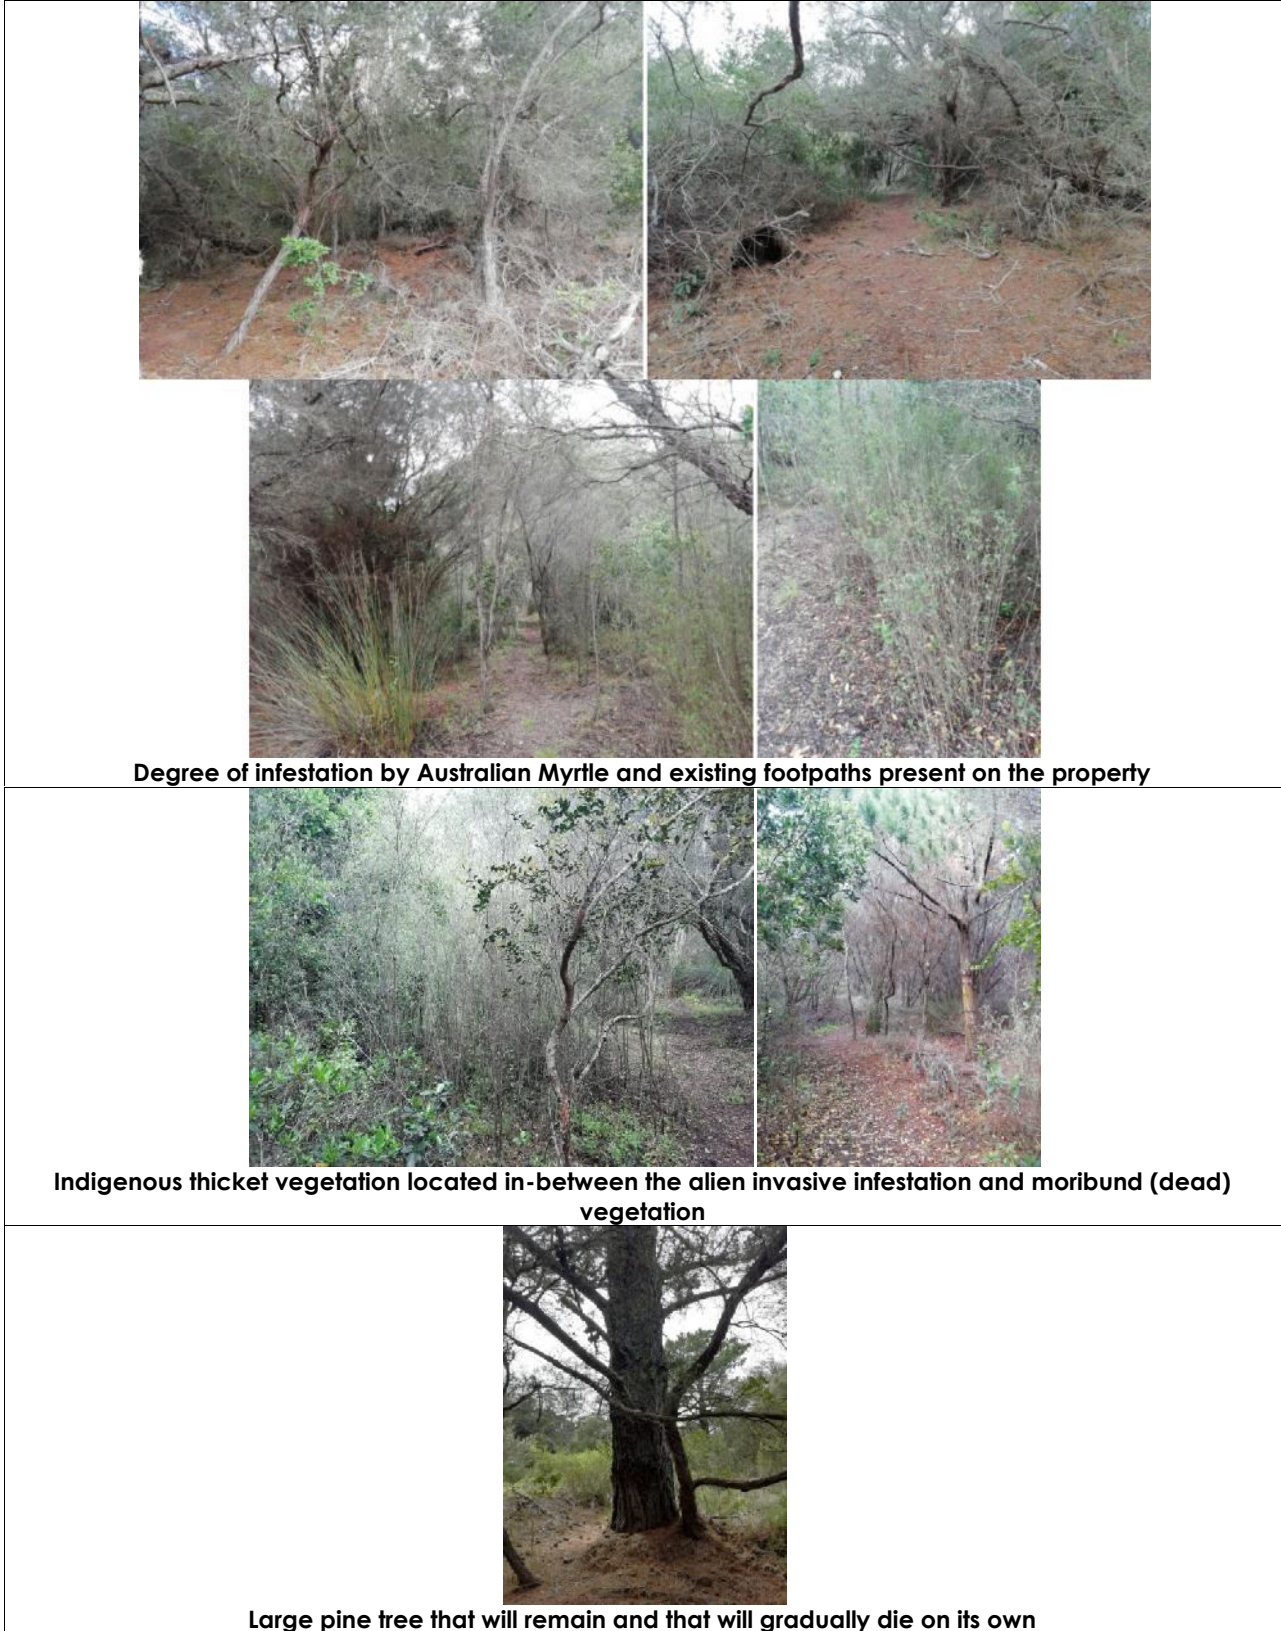 Degree of infestation by Australian Myrtle and existing footpaths present on the property
Indigenous thicket vegetation located in-between the alien invasive infestation and moribund (dead)
vegetation
Large pine tree that will remain and that will gradually die on its own